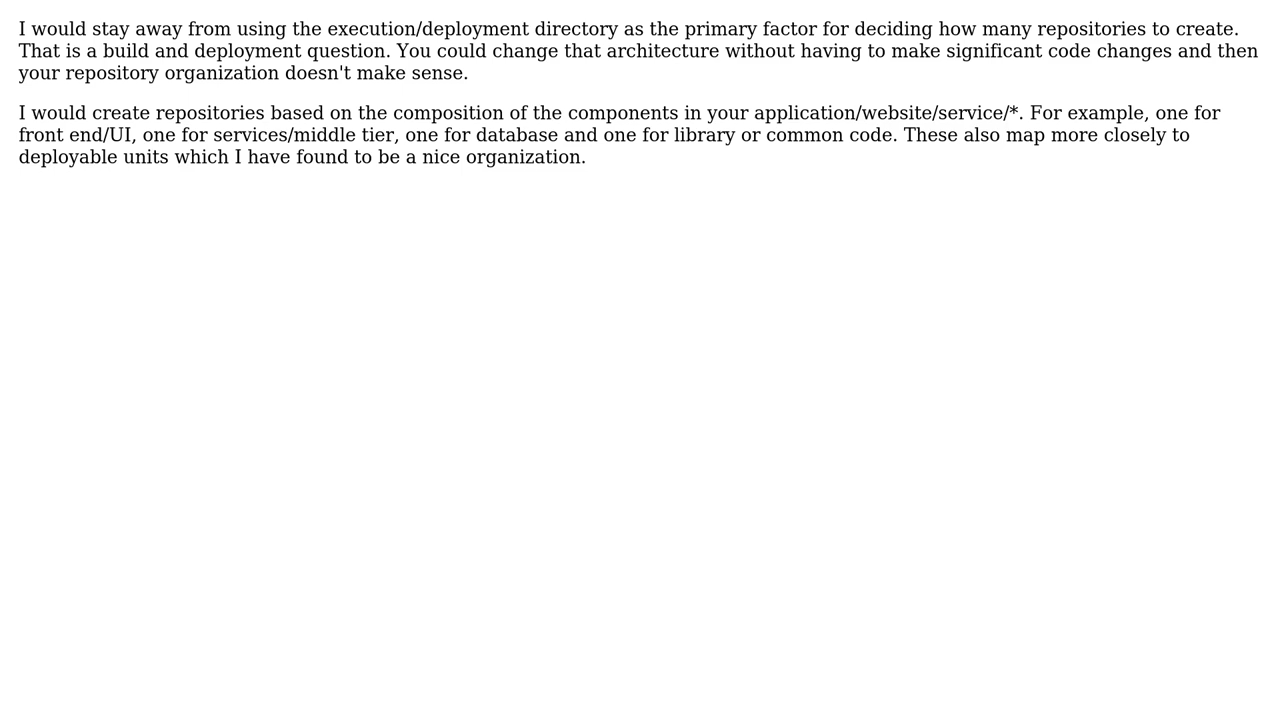 I would stay away from using the execution/deployment directory as the primary factor for deciding how many repositories to create.
That is a build and deployment question. You could change that architecture without having to make significant code changes and then
your repository organization doesn't make sense.
I would create repositories based on the composition of the components in your application/website/service/*. For example, one for
front end/UI, one for services/middle tier, one for database and one for library or common code. These also map more closely to
deployable units which I have found to be a nice organization.